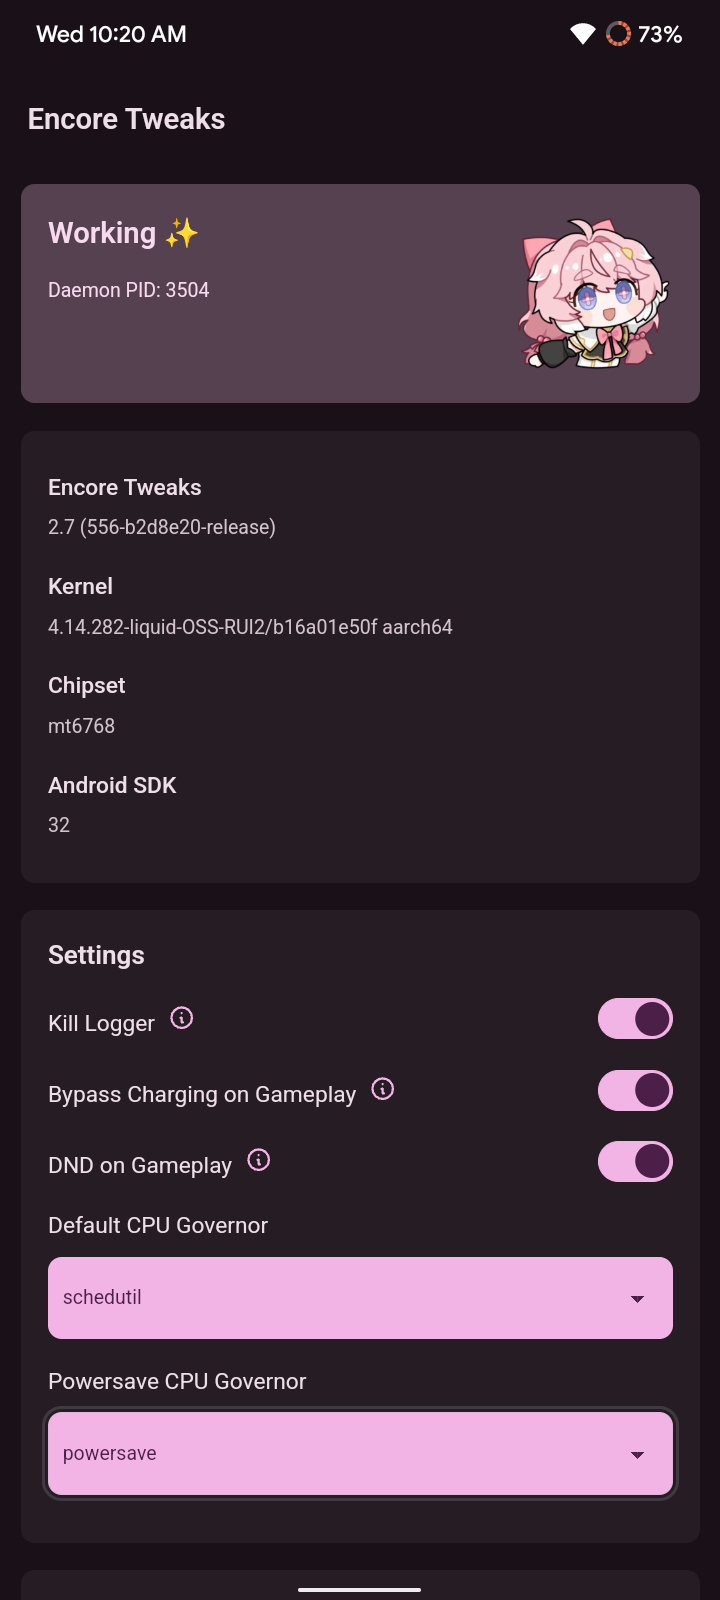 Wed 10:20 AM 73%
Encore Tweaks
Working ✨
Daemon PID: 3504
Encore Tweaks
2.7 (556-b2d8e20-release)
Kernel
4.14.282-liquid-OSS-RUI2/b16a01e50f aarch64
Chipset
mt6768
Android SDK
32
Settings
Kill Logger
Bypass Charging on Gameplay
DND on Gameplay
Default CPU Governor
schedutil
Powersave CPU Governor
powersave